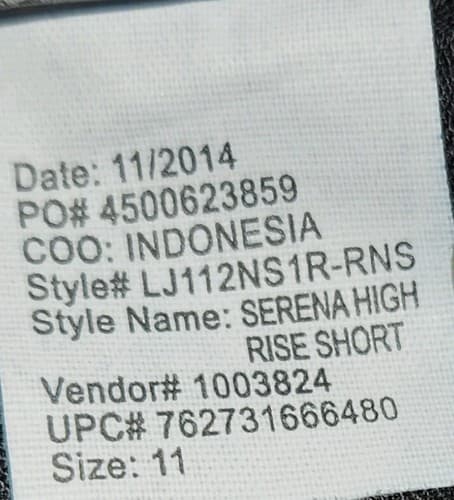 Date: 11/2014
PO# 4500623859
COO: INDONESIA
Style# LJ112NS1R-RNS
Style Name: SERENA HIGH
RISE SHORT
Vendor# 1003824
UPC# 762731666480
Size: 11